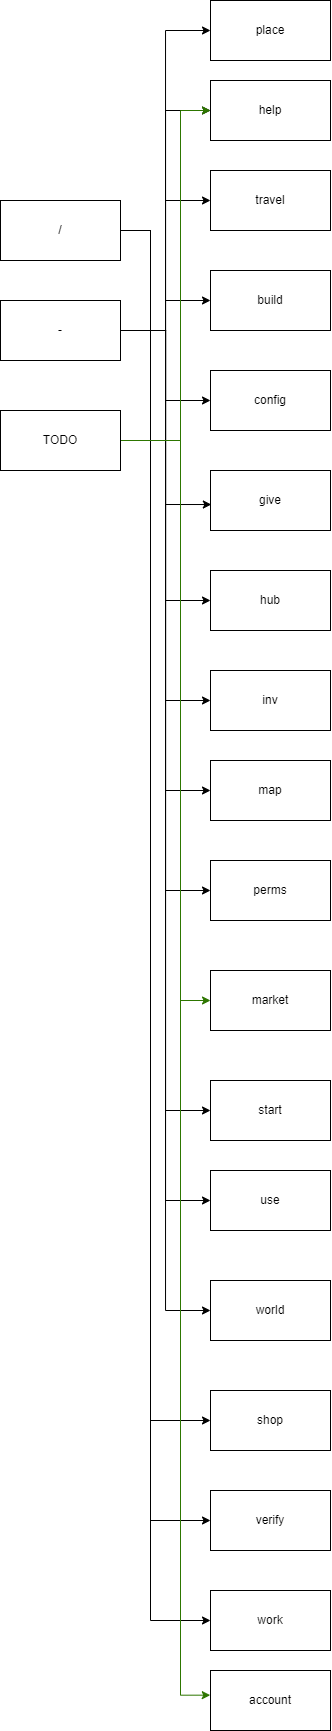 place
help
travel
/
build
-
config
TODO
give
hub
inv
map
perms
market
start
use
world
shop
verify
work
account